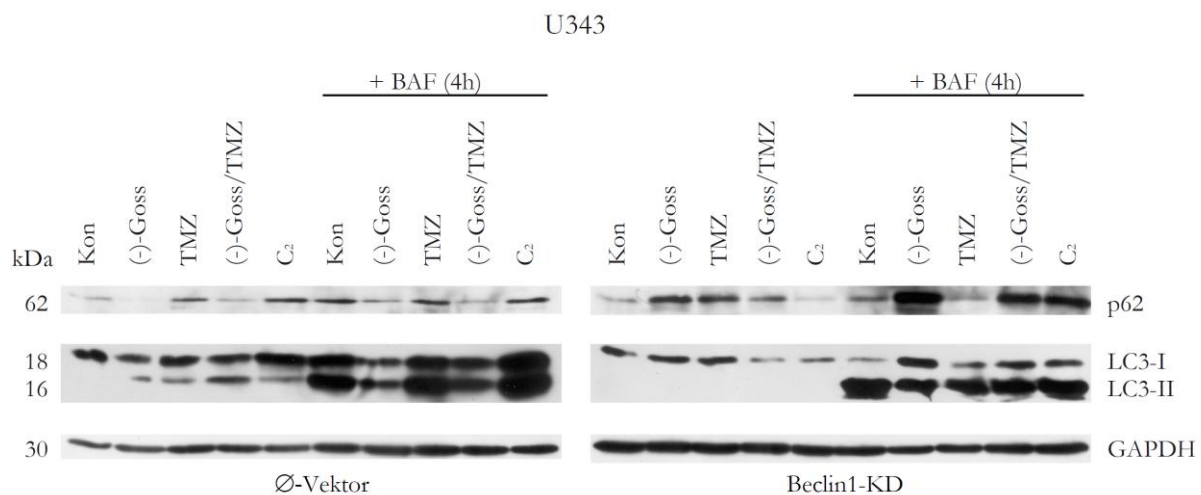 U343
+ BAF (4h) + BAF (4h)
kDa Kon (-)-Goss TMZ (-)-Goss/TMZ C₂ Kon (-)-Goss TMZ (-)-Goss/TMZ C₂ Kon (-)-Goss TMZ (-)-Goss/TMZ C₂ Kon (-)-Goss TMZ (-)-Goss/TMZ C₂
62 p62
18 LC3-I
16 LC3-II
30 GAPDH
Ø-Vektor Beclin1-KD